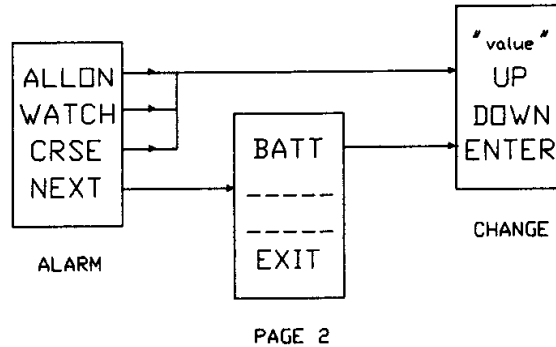 ALLON
WATCH
CRSE
NEXT
ALARM
BATT
_ _ _ _ _
_ _ _ _ _
EXIT
PAGE 2
"value"
UP
DOWN
ENTER
CHANGE